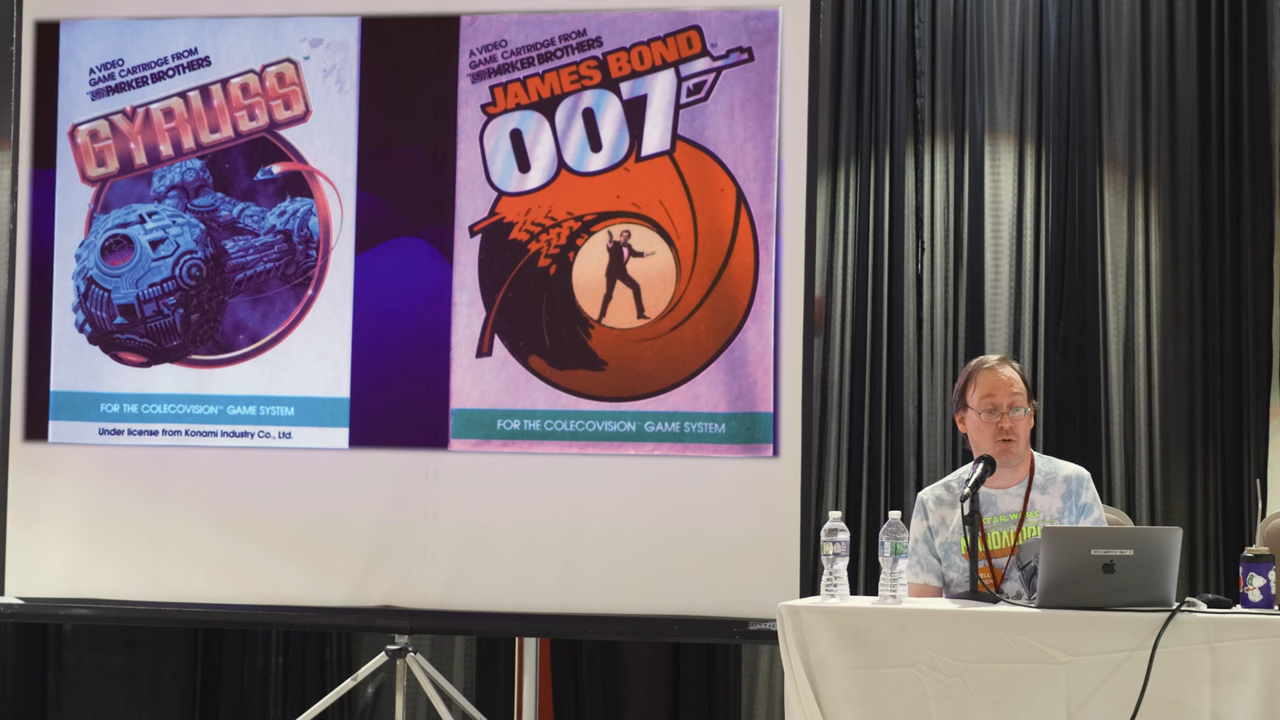 A VIDEO
GAME CARTRIDGE FROM
PARKER BROTHERS
GYRUSS
FOR THE COLECOVISION™ GAME SYSTEM
Under license from Konami Industry Co., Ltd.
A VIDEO
GAME CARTRIDGE FROM
PARKER BROTHERS
JAMES BOND
007
FOR THE COLECOVISION GAME SYSTEM
STAR WARS